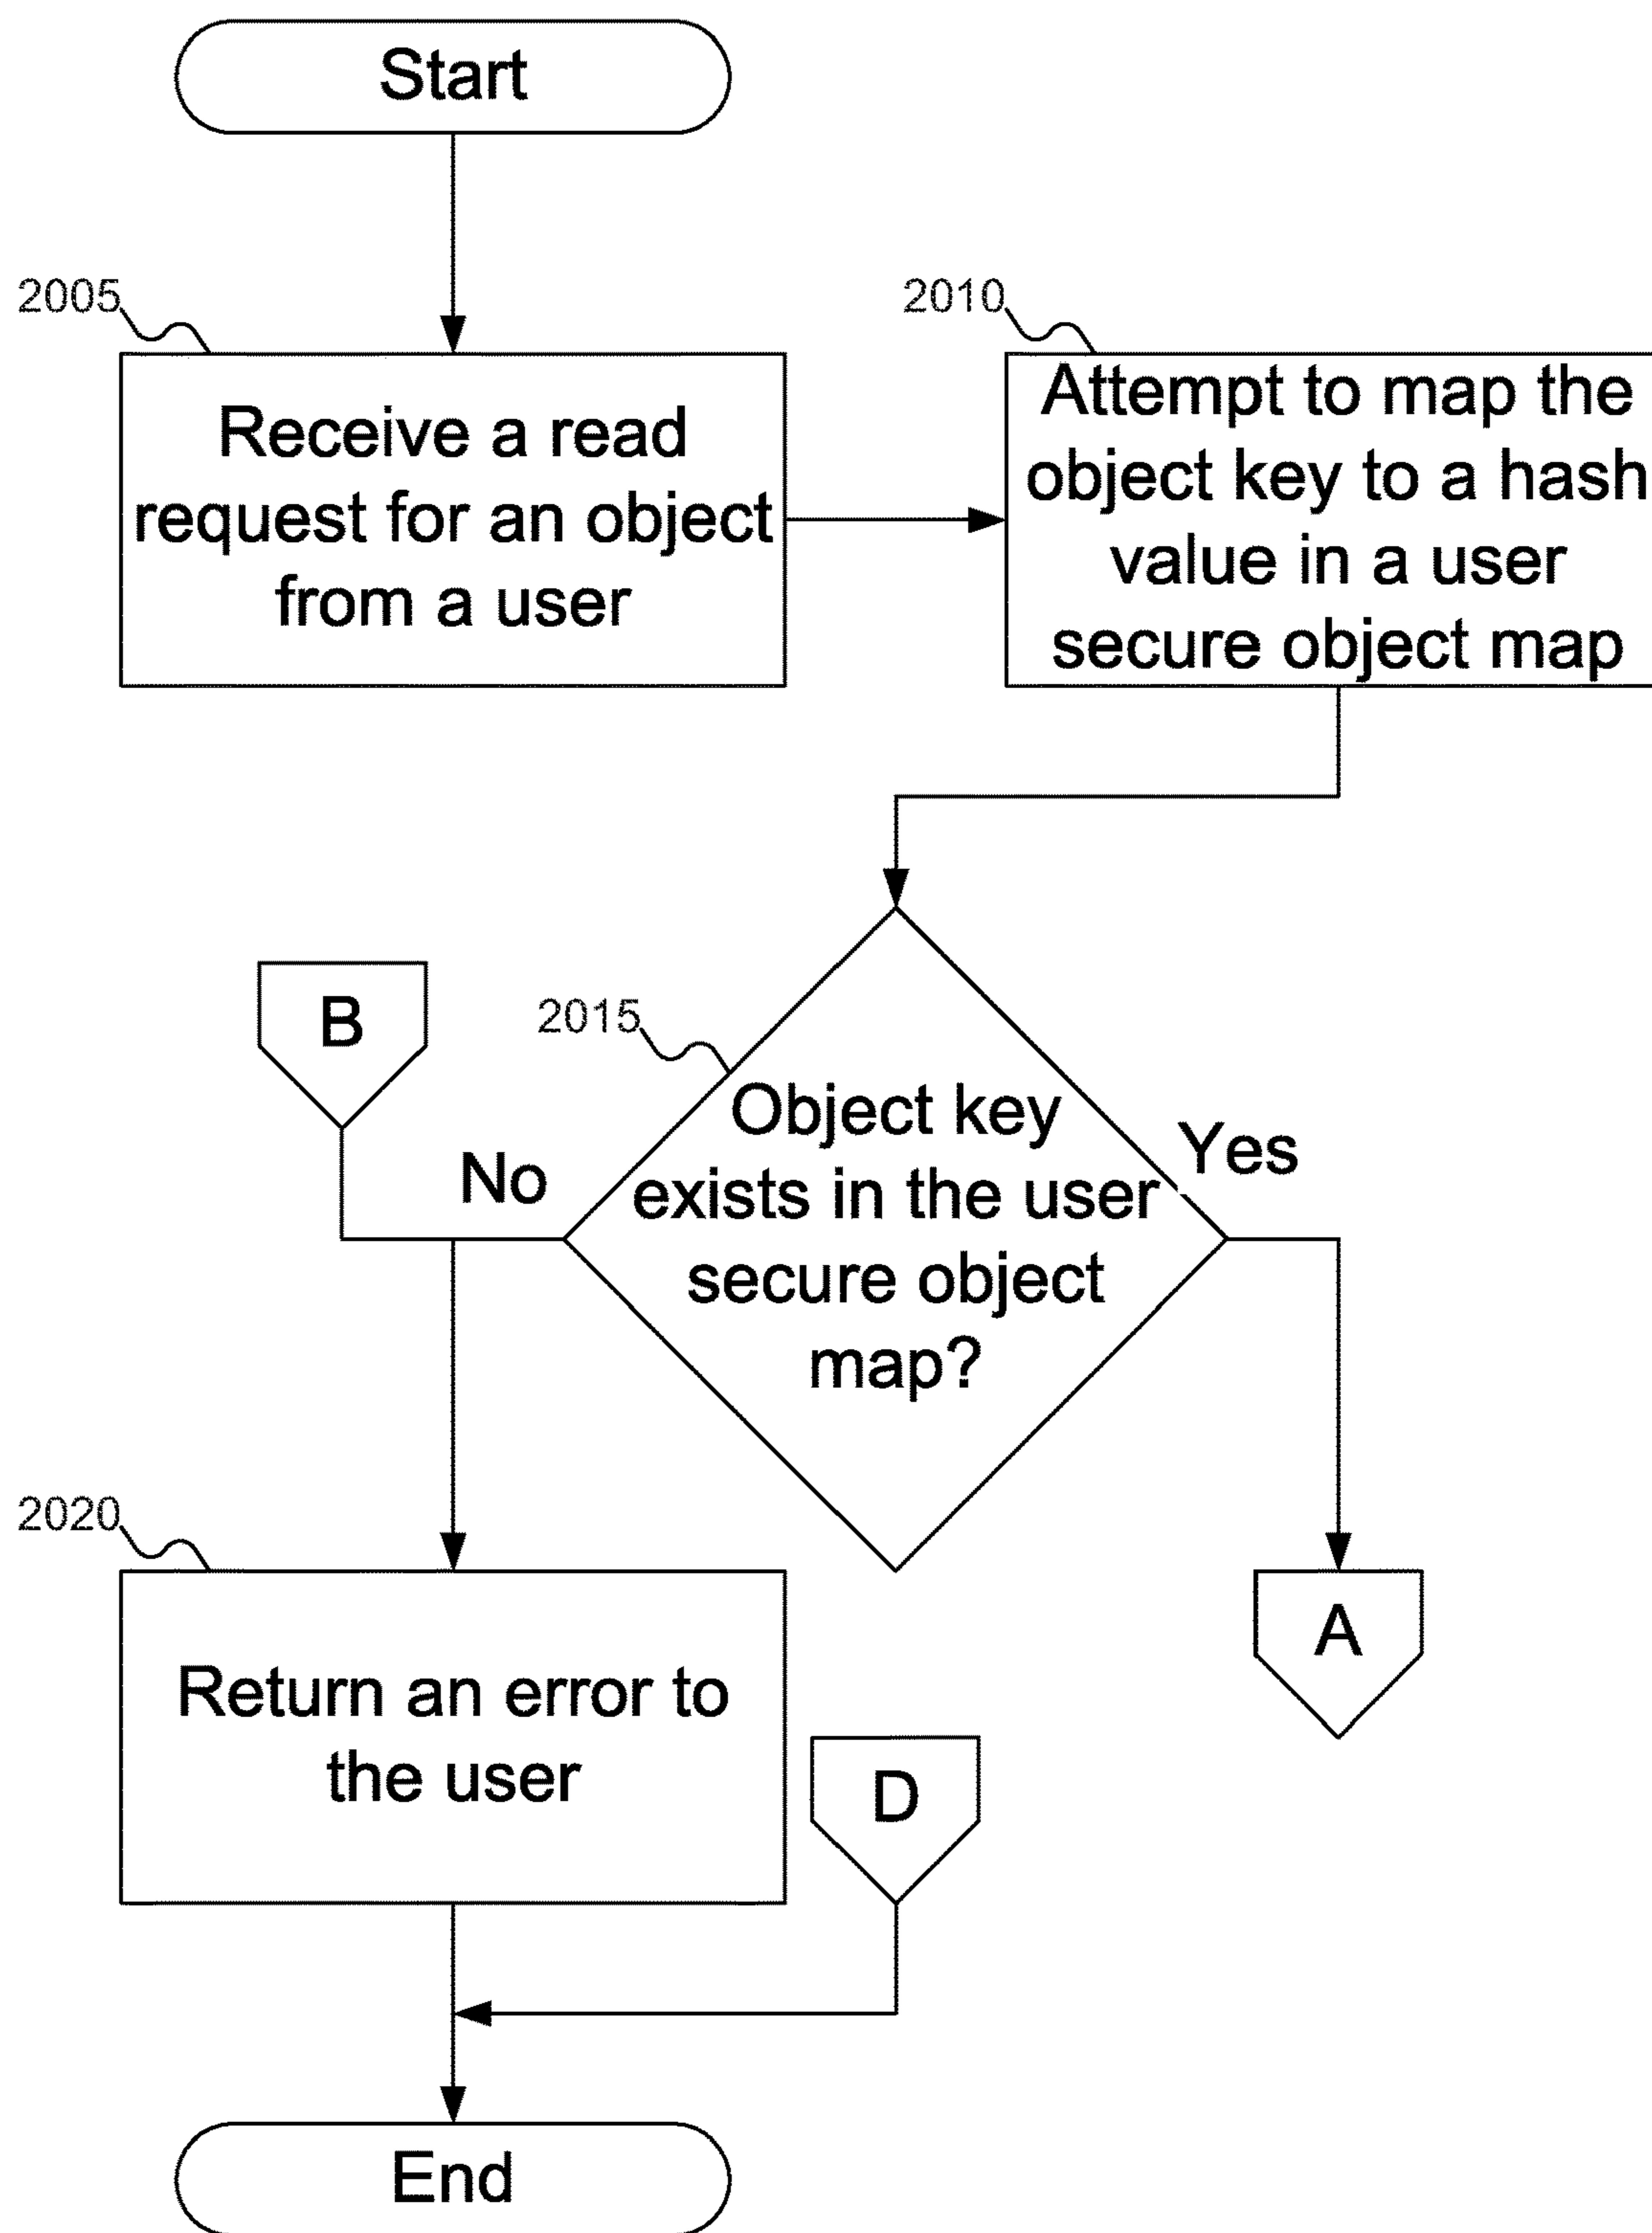 Start
2005
Receive a read
request for an object
from a user
2010
Attempt to map the
object key to a hash
value in a user
secure object map
B
2015
No
Object key
exists in the user
secure object
map?
Yes
2020
Return an error to
the user
A
D
End